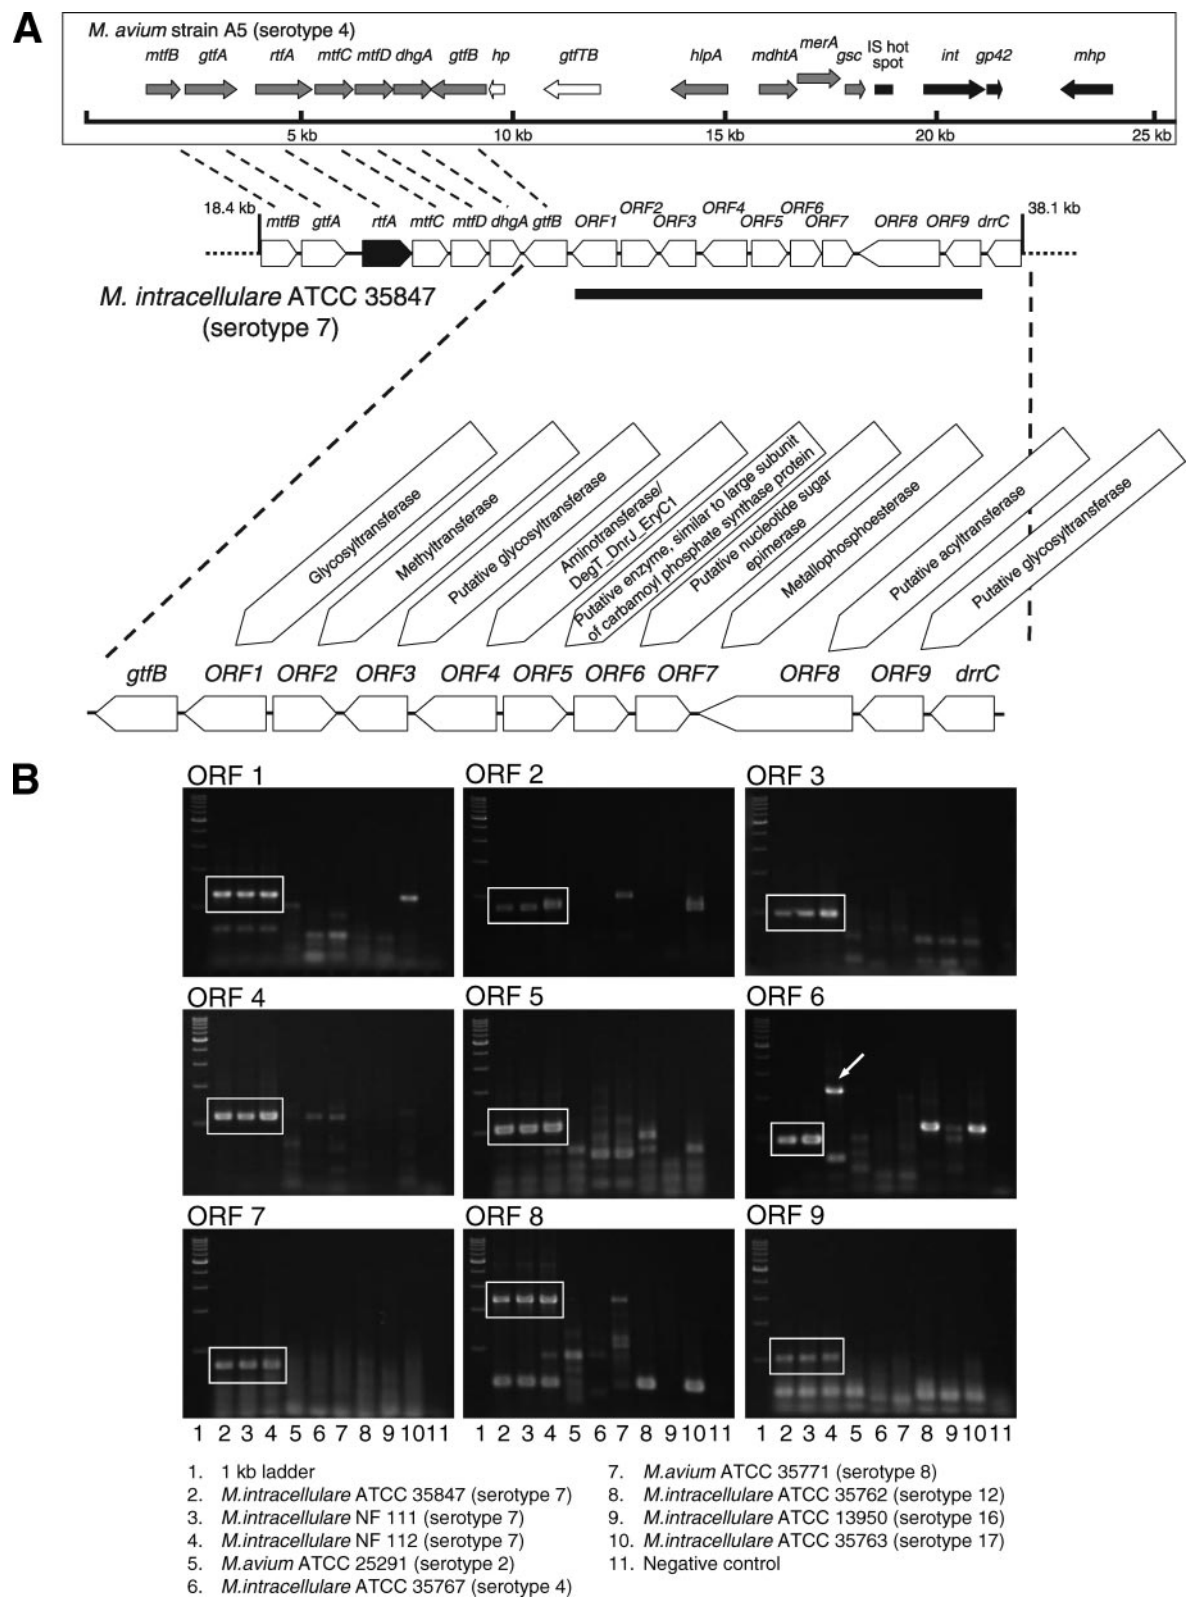 A
M. avium strain A5 (serotype 4)
mtfB gtfA rtfA mtfC mtfD dhgA gtfB hp gtfTB hlpA mdhtA merA gsc IS hot spot int gp42 mhp
5 kb 10 kb 15 kb 20 kb 25 kb
18.4 kb mtfB gtfA rtfA mtfC mtfD dhgA gtfB ORF1 ORF2 ORF3 ORF4 ORF5 ORF6 ORF7 ORF8 ORF9 drrC 38.1 kb
M. intracellulare ATCC 35847
(serotype 7)
Glycosyltransferase
Methyltransferase
Putative glycosyltransferase
Aminotransferase/
DegT_DnrJ_EryC1
Putative enzyme, similar to large subunit
of carbamoyl phosphate synthase protein
Putative nucleotide sugar
epimerase
Metallophosphoesterase
Putative acyltransferase
Putative glycosyltransferase
gtfB ORF1 ORF2 ORF3 ORF4 ORF5 ORF6 ORF7 ORF8 ORF9 drrC
B
ORF 1 ORF 2 ORF 3
ORF 4 ORF 5 ORF 6
ORF 7 ORF 8 ORF 9
1 2 3 4 5 6 7 8 9 10 11 1 2 3 4 5 6 7 8 9 10 11 1 2 3 4 5 6 7 8 9 10 11
1. 1 kb ladder
2. M.intracellulare ATCC 35847 (serotype 7)
3. M.intracellulare NF 111 (serotype 7)
4. M.intracellulare NF 112 (serotype 7)
5. M.avium ATCC 25291 (serotype 2)
6. M.intracellulare ATCC 35767 (serotype 4)
7. M.avium ATCC 35771 (serotype 8)
8. M.intracellulare ATCC 35762 (serotype 12)
9. M.intracellulare ATCC 13950 (serotype 16)
10. M.intracellulare ATCC 35763 (serotype 17)
11. Negative control